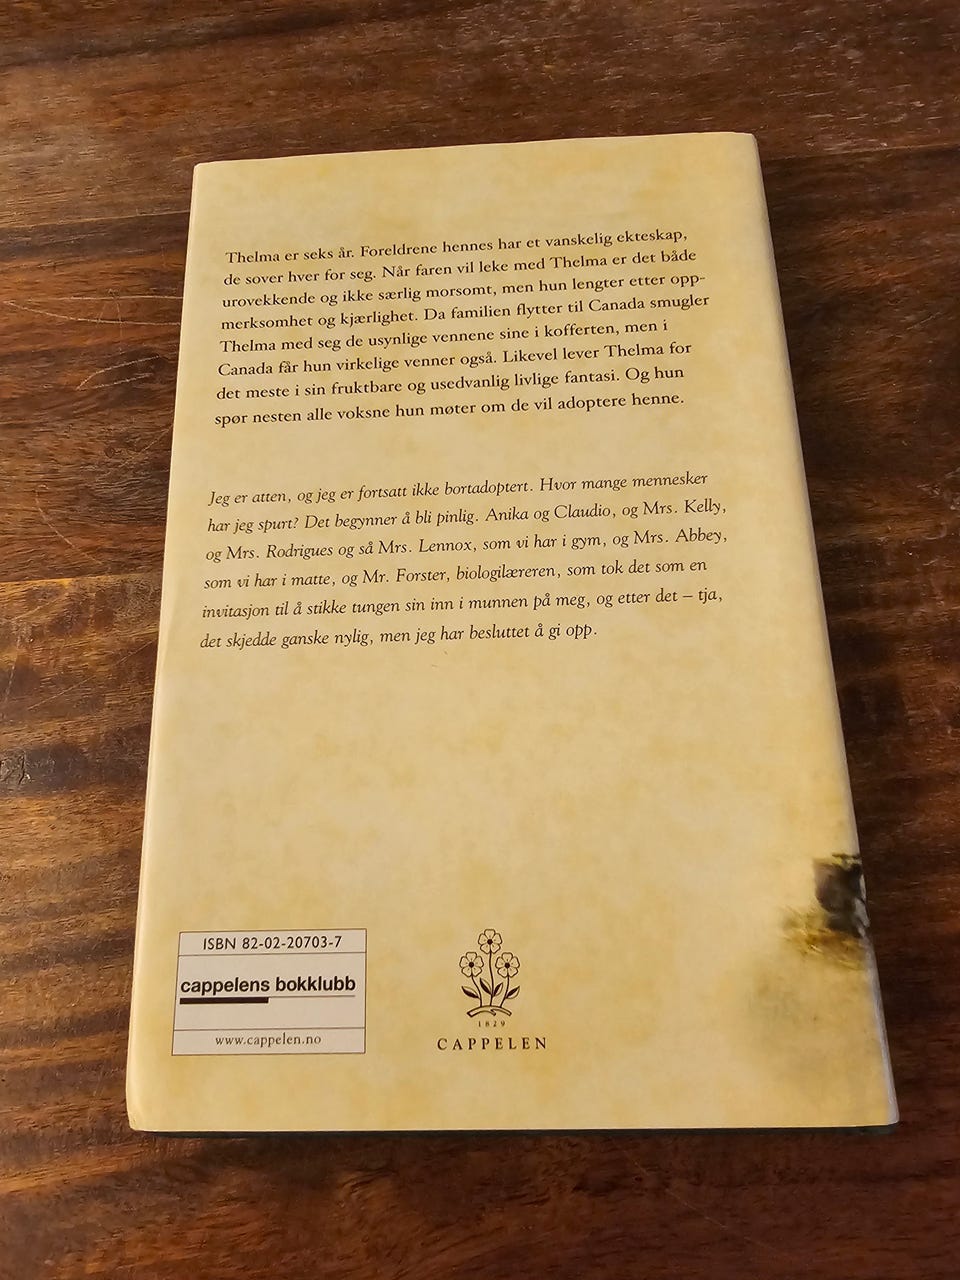 Thelma er seks år. Foreldrene hennes har et vanskelig ekteskap,
de sover hver for seg. Når faren vil leke med Thelma er det både
urovekkende og ikke særlig morsomt, men hun lengter etter opp-
merksomhet og kjærlighet. Da familien flytter til Canada smugler
Thelma med seg de usynlige vennene sine i kofferten, men i
Canada får hun virkelige venner også. Likevel lever Thelma for
det meste i sin fruktbare og usedvanlig livlige fantasi. Og hun
spør nesten alle voksne hun møter om de vil adoptere henne.
Jeg er atten, og jeg er fortsatt ikke bortadoptert. Hvor mange mennesker
har jeg spurt? Det begynner å bli pinlig. Anika og Claudio, og Mrs. Kelly,
og Mrs. Rodrigues og så Mrs. Lennox, som vi har i gym, og Mrs. Abbey,
som vi har i matte, og Mr. Forster, biologilæreren, som tok det som en
invitasjon til å stikke tungen sin inn i munnen på meg, og etter det – tja,
det skjedde ganske nylig, men jeg har besluttet å gi opp.
ISBN 82-02-20703-7
cappelens bokklubb
www.cappelen.no
1829
CAPPELEN